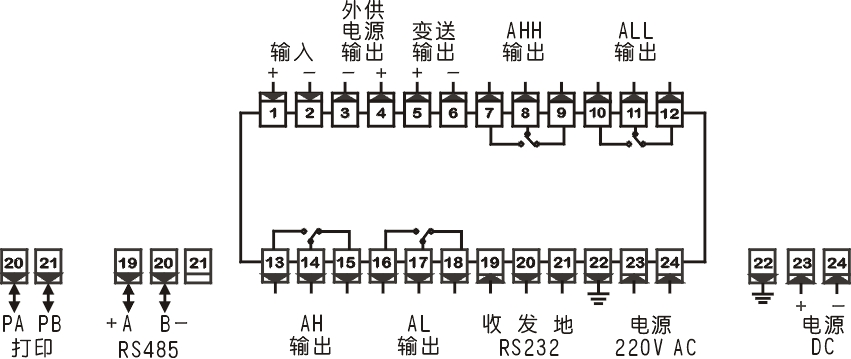 外供
电源 变送 AHH ALL
输入 输出 输出 输出 输出
+ − − + + −
1 2 3 4 5 6 7 8 9 10 11 12
20 21 19 20 21 13 14 15 16 17 18 19 20 21 22 23 24 22 23 24
+ −
PA PB +A B− AH AL 收 发 地 电源 电源
打印 RS485 输出 输出 RS232 220V AC DC